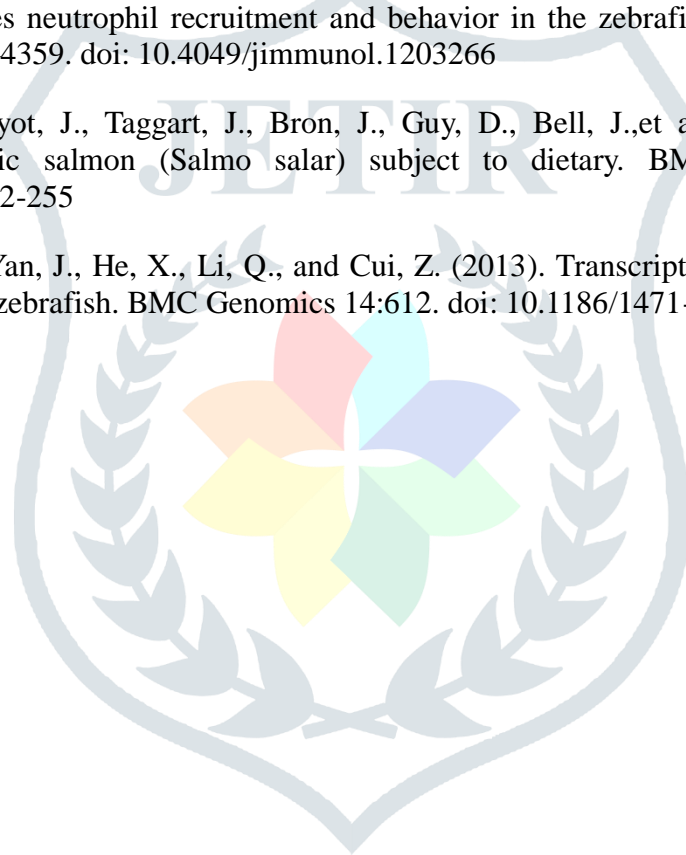 es neutrophil recruitment and behavior in the zebrafi
4359. doi: 10.4049/jimmunol.1203266
JETIR
yot, J., Taggart, J., Bron, J., Guy, D., Bell, J.,et a
ic salmon (Salmo salar) subject to dietary. BM
2-255
Yan, J., He, X., Li, Q., and Cui, Z. (2013). Transcript
zebrafish. BMC Genomics 14:612. doi: 10.1186/1471-